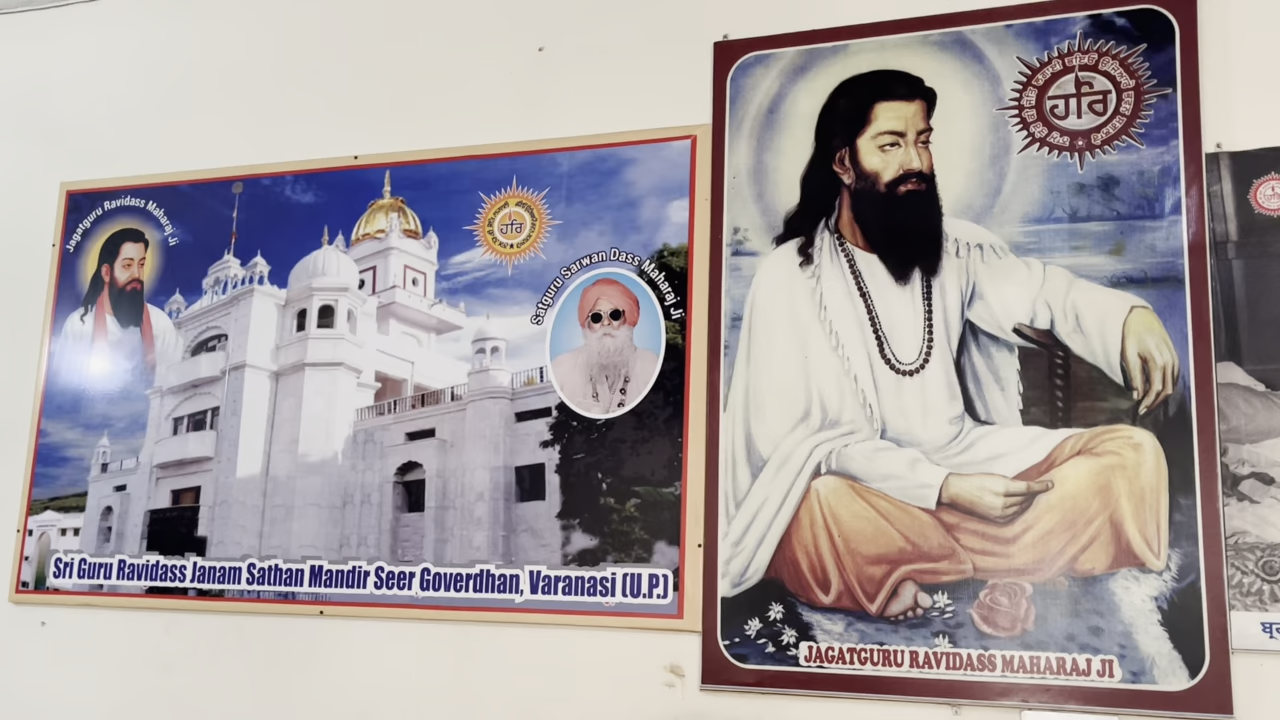 Jagatguru Ravidass Maharaj Ji
ਹਰਿ
Satguru Sarwan Dass Maharaj Ji
Sri Guru Ravidass Janam Sathan Mandir Seer Goverdhan, Varanasi (U.P.)
ਹਰਿ
JAGATGURU RAVIDASS MAHARAJ JI